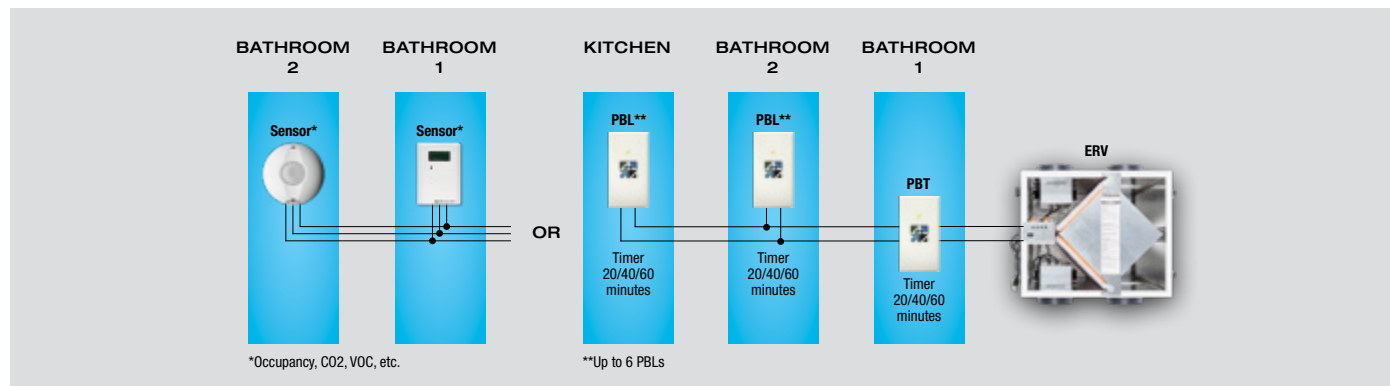 BATHROOM
2
BATHROOM
1
KITCHEN
BATHROOM
2
BATHROOM
1
Sensor*
Sensor*
PBL**
PBL**
PBT
ERV
OR
Timer
20/40/60
minutes
Timer
20/40/60
minutes
Timer
20/40/60
minutes
*Occupancy, CO2, VOC, etc.
**Up to 6 PBLs